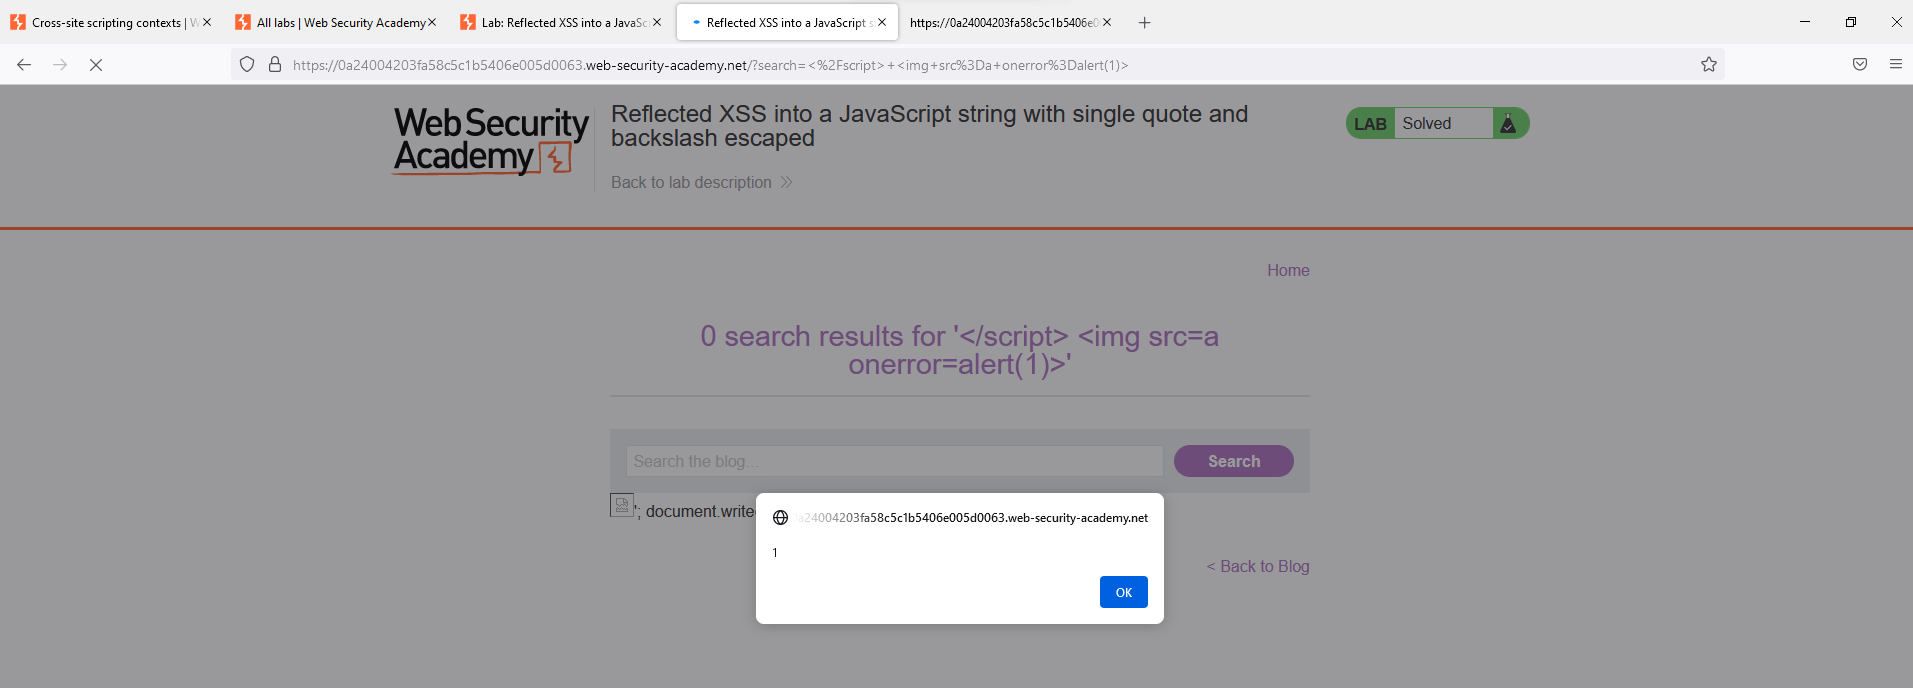 Cross-site scripting contexts | W
All labs | Web Security Academy
Lab: Reflected XSS into a JavaSc
Reflected XSS into a JavaScript s
https://0a24004203fa58c5c1b5406e0
https://0a24004203fa58c5c1b5406e005d0063.web-security-academy.net/?search=<%2Fscript>+<img+src%3Da+onerror%3Dalert(1)>
Web Security
Academy
Reflected XSS into a JavaScript string with single quote and
backslash escaped
Back to lab description
LAB Solved
Home
0 search results for '</script> <img src=a
onerror=alert(1)>'
Search the blog...
Search
'; document.write
a24004203fa58c5c1b5406e005d0063.web-security-academy.net
1
OK
< Back to Blog